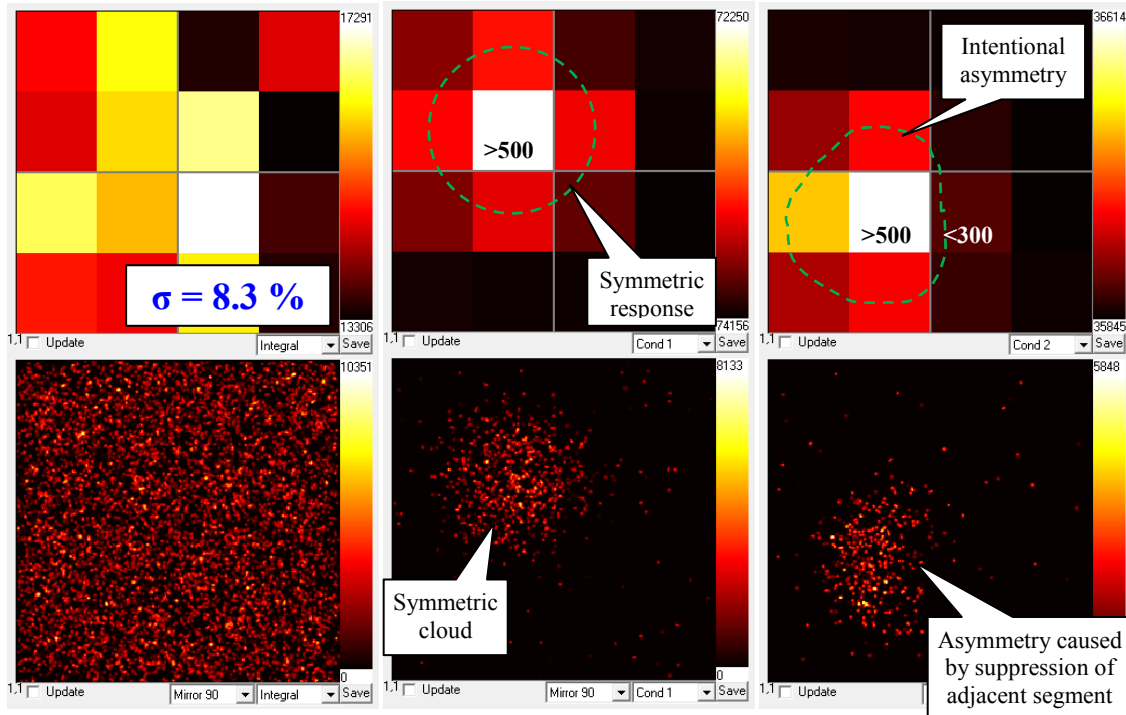 17291
σ = 8.3 %
13306
1,1 Update Integral Save
72250
>500
Symmetric
response
74156
1,1 Update Cond 1 Save
36614
Intentional
asymmetry
>500 <300
35845
1,1 Update Cond 2 Save
10351
0
1,1 Update Mirror 90 Integral Save
8133
Symmetric
cloud
0
1,1 Update Mirror 90 Cond 1 Save
5848
Asymmetry caused
by suppression of
adjacent segment
1,1 Update